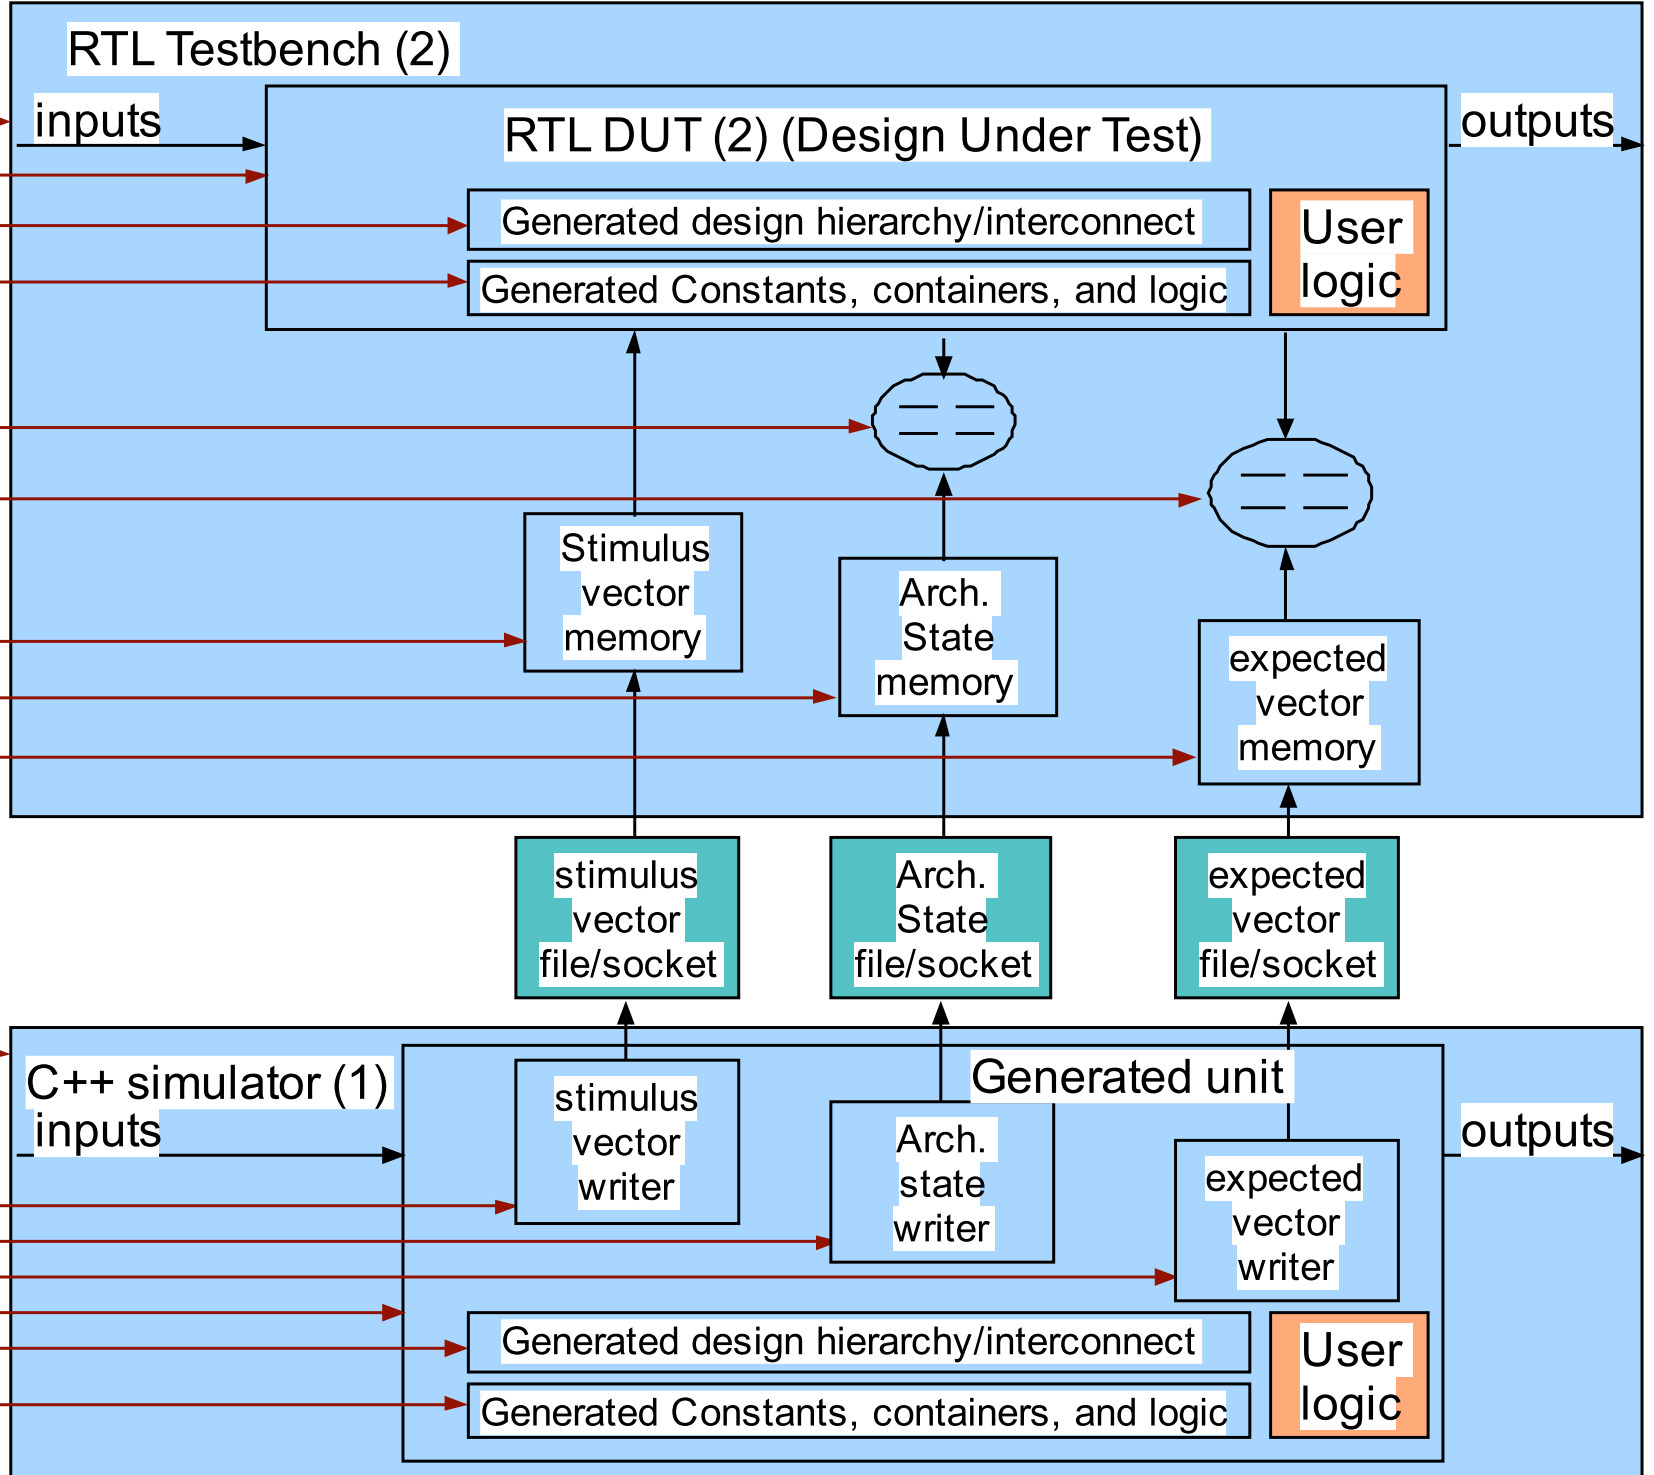 RTL Testbench (2)
inputs
RTL DUT (2) (Design Under Test)
outputs
Generated design hierarchy/interconnect
Generated Constants, containers, and logic
User
logic
Stimulus
vector
memory
Arch.
State
memory
expected
vector
memory
stimulus
vector
file/socket
Arch.
State
file/socket
expected
vector
file/socket
C++ simulator (1)
inputs
Generated unit
outputs
stimulus
vector
writer
Arch.
state
writer
expected
vector
writer
Generated design hierarchy/interconnect
Generated Constants, containers, and logic
User
logic